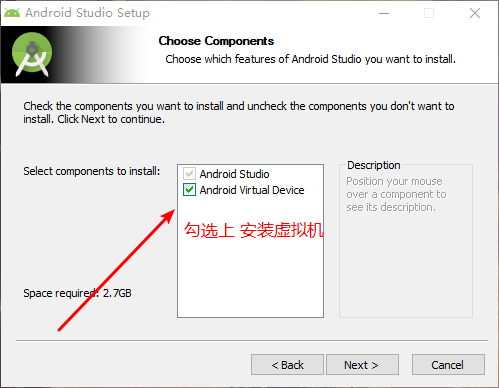 Android Studio Setup
Choose Components
Choose which features of Android Studio you want to install.
Check the components you want to install and uncheck the components you don't want to
install. Click Next to continue.
Select components to install:
Android Studio
Android Virtual Device
勾选上 安装虚拟机
Description
Position your mouse
over a component to
see its description.
Space required: 2.7GB
< Back
Next >
Cancel